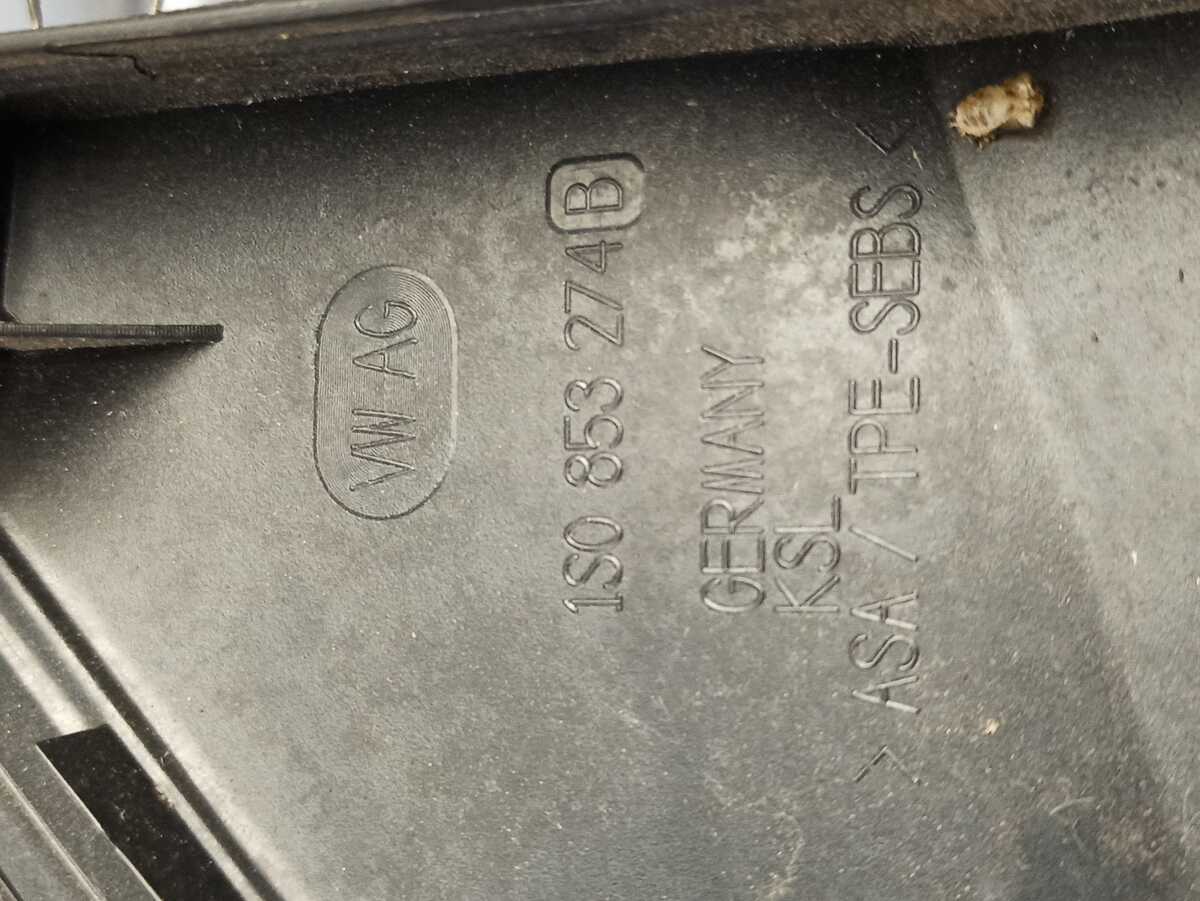 VW AG
1S0 853 274 B
GERMANY
KSL
>ASA / TPE-SEBS<